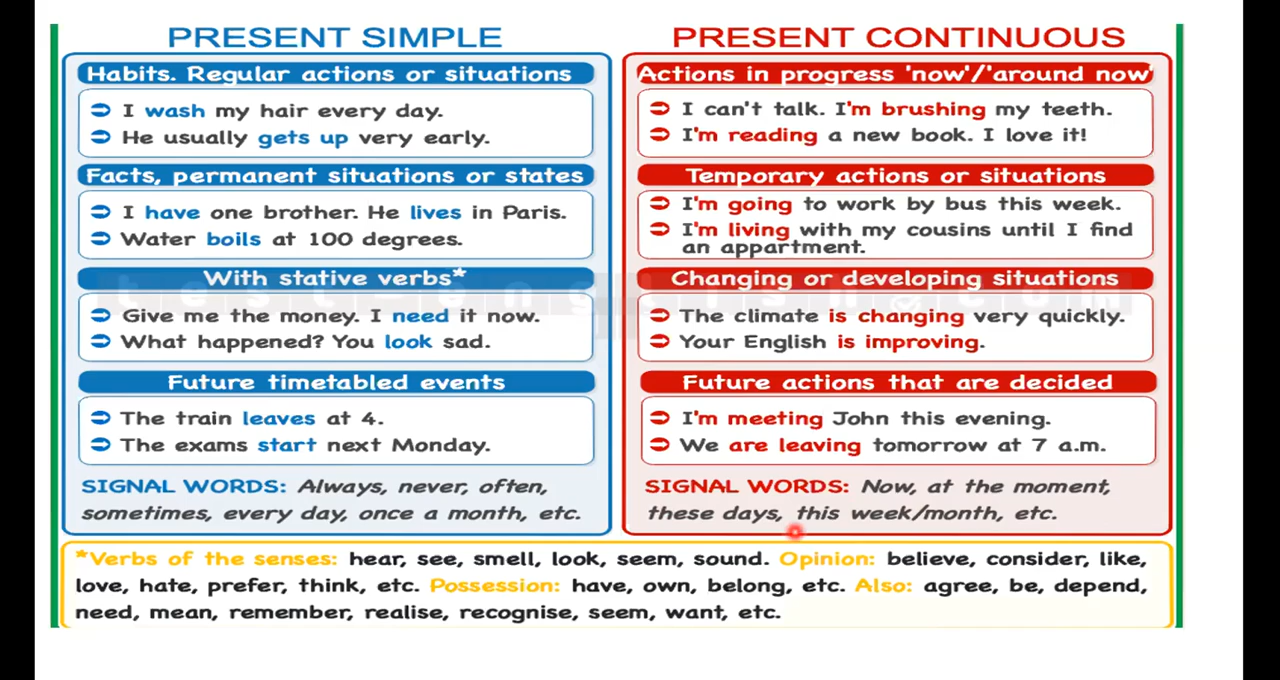 PRESENT SIMPLE
Habits. Regular actions or situations
I wash my hair every day.
He usually gets up very early.
Facts, permanent situations or states
I have one brother. He lives in Paris.
Water boils at 100 degrees.
With stative verbs*
Give me the money. I need it now.
What happened? You look sad.
Future timetabled events
The train leaves at 4.
The exams start next Monday.
SIGNAL WORDS: Always, never, often,
sometimes, every day, once a month, etc.
PRESENT CONTINUOUS
Actions in progress 'now'/'around now'
I can't talk. I'm brushing my teeth.
I'm reading a new book. I love it!
Temporary actions or situations
I'm going to work by bus this week.
I'm living with my cousins until I find
an appartment.
Changing or developing situations
The climate is changing very quickly.
Your English is improving.
Future actions that are decided
I'm meeting John this evening.
We are leaving tomorrow at 7 a.m.
SIGNAL WORDS: Now, at the moment,
these days, this week/month, etc.
*Verbs of the senses: hear, see, smell, look, seem, sound. Opinion: believe, consider, like,
love, hate, prefer, think, etc. Possession: have, own, belong, etc. Also: agree, be, depend,
need, mean, remember, realise, recognise, seem, want, etc.